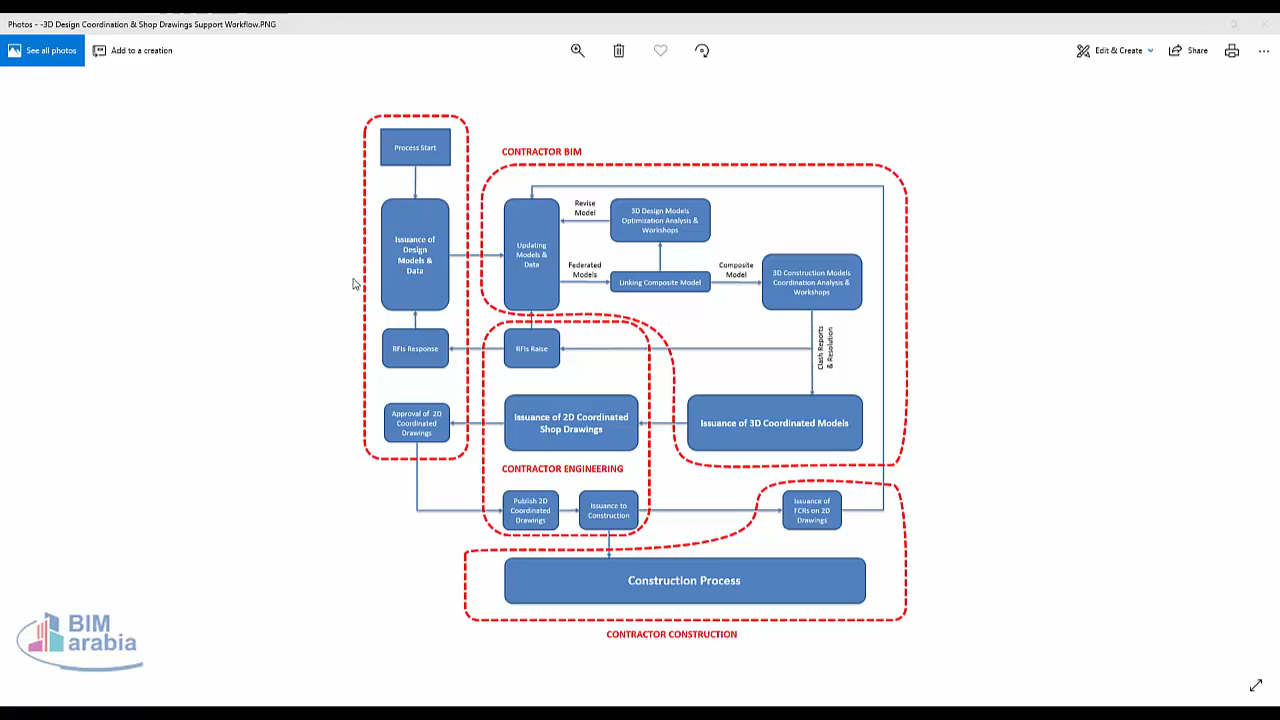 Photos - -3D Design Coordination & Shop Drawings Support Workflow.PNG
See all photos
Add to a creation
Edit & Create
Share
Process Start
CONTRACTOR BIM
Issuance of
Design
Models &
Data
Updating
Models &
Data
Revise
Model
3D Design Models
Optimization Analysis &
Workshops
Federated
Models
Linking Composite Model
Composite
Model
3D Construction Models
Coordination Analysis &
Workshops
RFIs Response
RFIs Raise
Clash Reports
& Resolution
Approval of 2D
Coordinated
Drawings
Issuance of 2D Coordinated
Shop Drawings
Issuance of 3D Coordinated Models
CONTRACTOR ENGINEERING
Publish 2D
Coordinated
Drawings
Issuance to
Construction
Issuance of
FCRs on 2D
Drawings
Construction Process
CONTRACTOR CONSTRUCTION
BIM
arabia